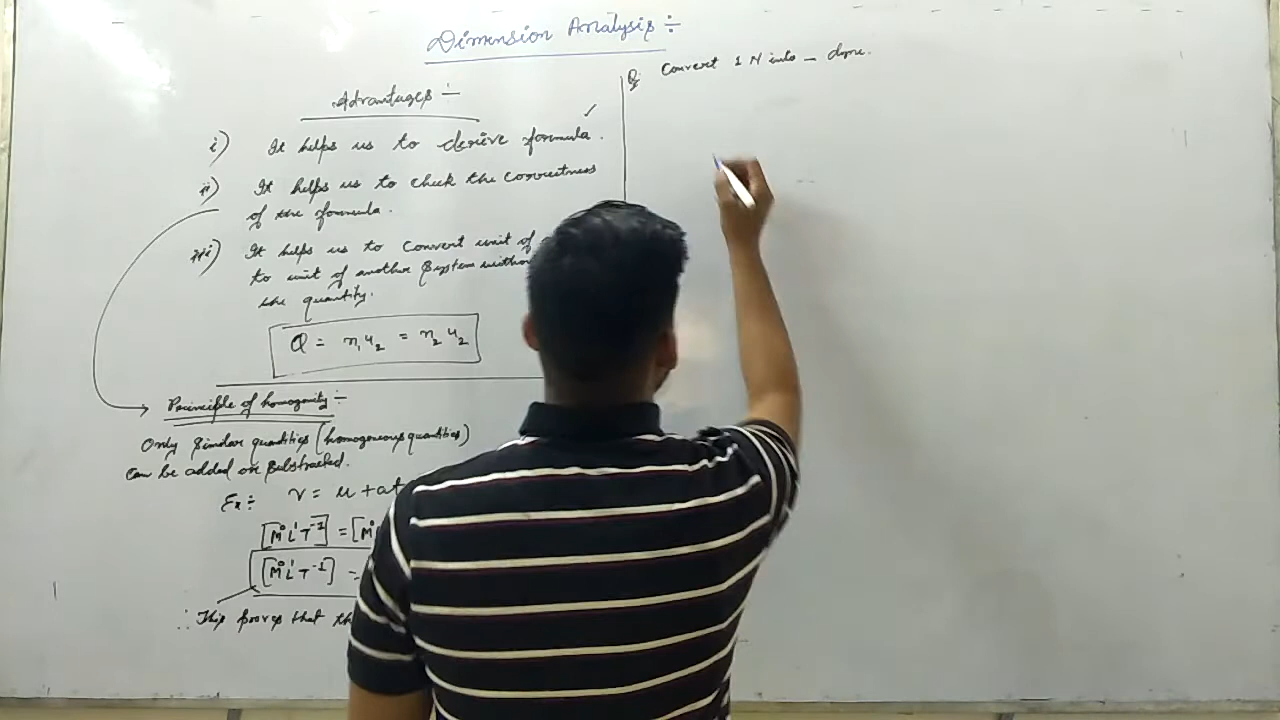 Dimension Analysis ÷
Advantages ÷
i) It helps us to derive formula. ✓
ii) It helps us to check the correctness
of the formula.
iii) It helps us to convert unit of
to unit of another system witho
the quantity.
Q = n₁u₂ = n₂u₂
Principle of homogenity ÷
Only similar quantities (homogeneous quantities)
can be added or substracted.
Ex ÷ v = u + at
[M⁰L¹T⁻¹] = [M⁰
[M⁰L¹T⁻¹] =
∴ This proves that th
Q: Convert 1 N into _ dyne.